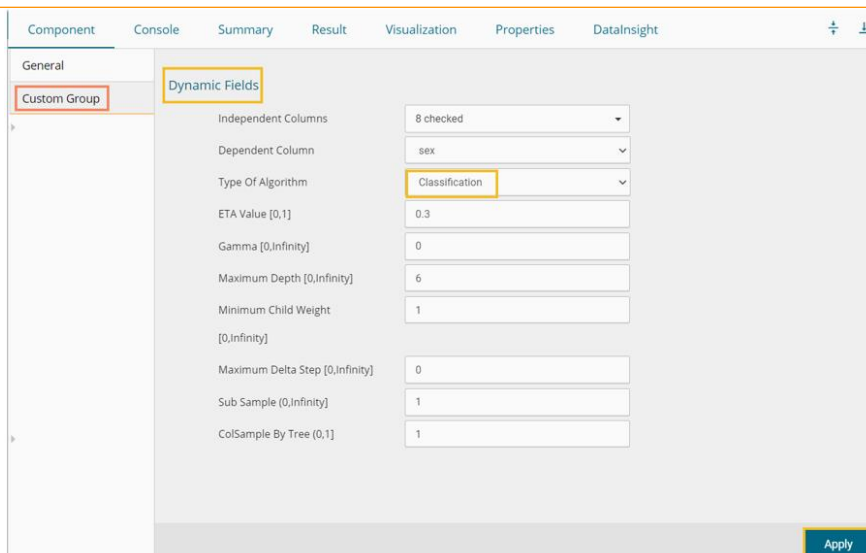 Component Console Summary Result Visualization Properties DataInsight
General
Custom Group
Dynamic Fields
Independent Columns 8 checked
Dependent Column sex
Type Of Algorithm Classification
ETA Value [0,1] 0.3
Gamma [0,Infinity] 0
Maximum Depth [0,Infinity] 6
Minimum Child Weight 1
[0,Infinity]
Maximum Delta Step [0,Infinity] 0
Sub Sample (0,Infinity] 1
ColSample By Tree (0,1] 1
Apply